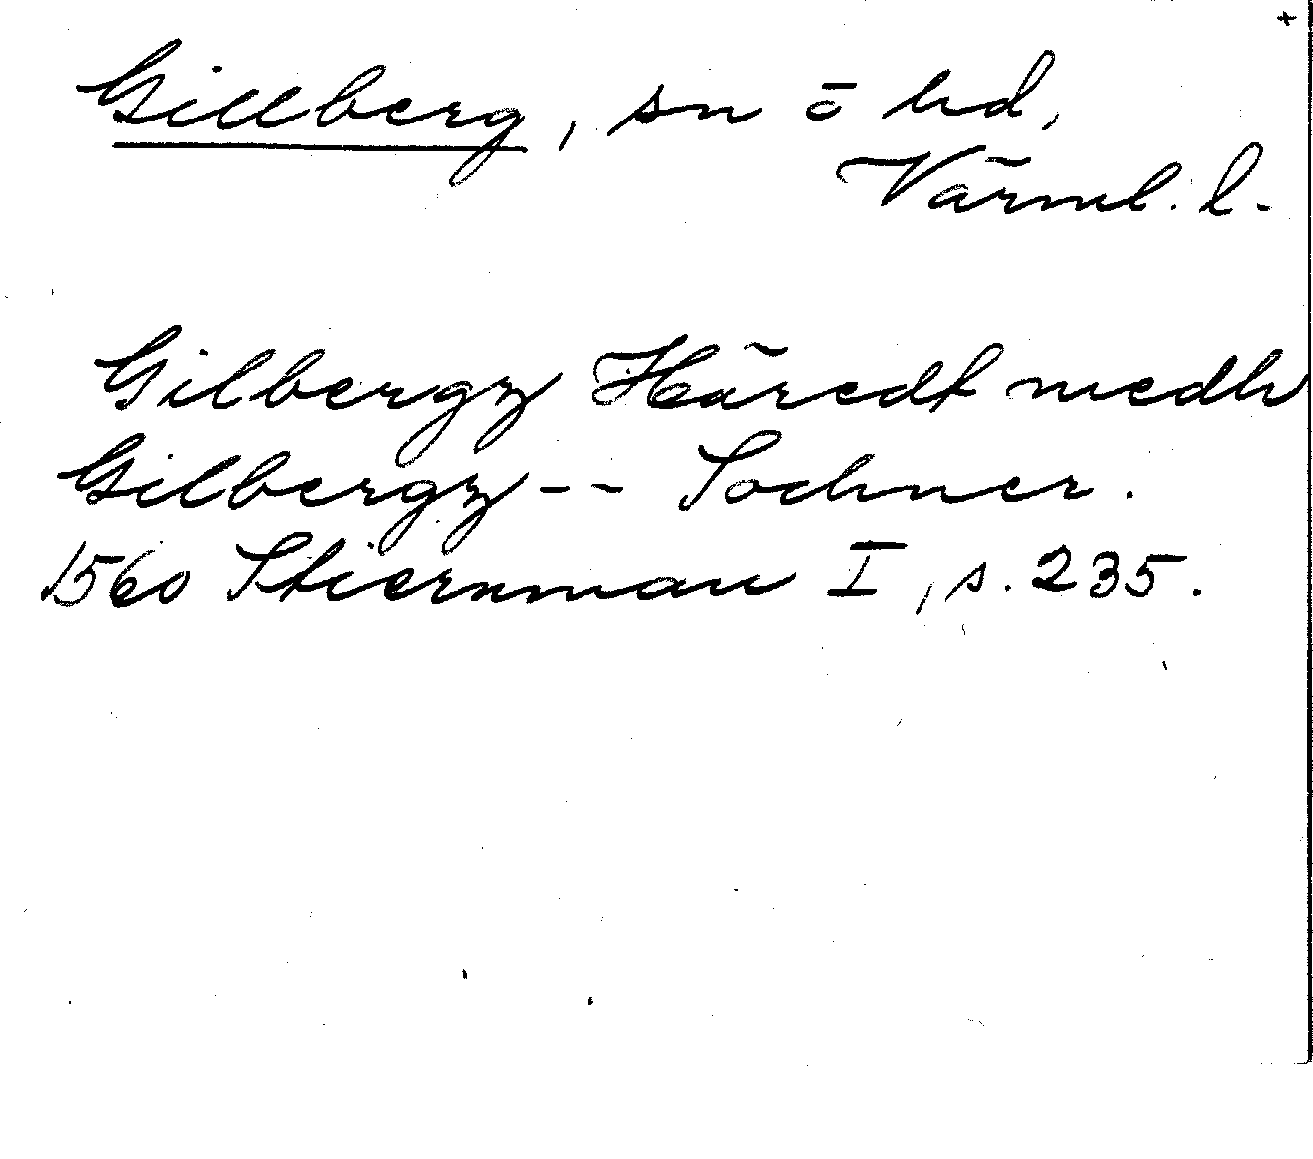 +
Gillberg, sn o hd,
Värml. l.
Gilbergz Häredt medh
Gilbergz -- Sochner.
1560 Stiernman I, s. 235.